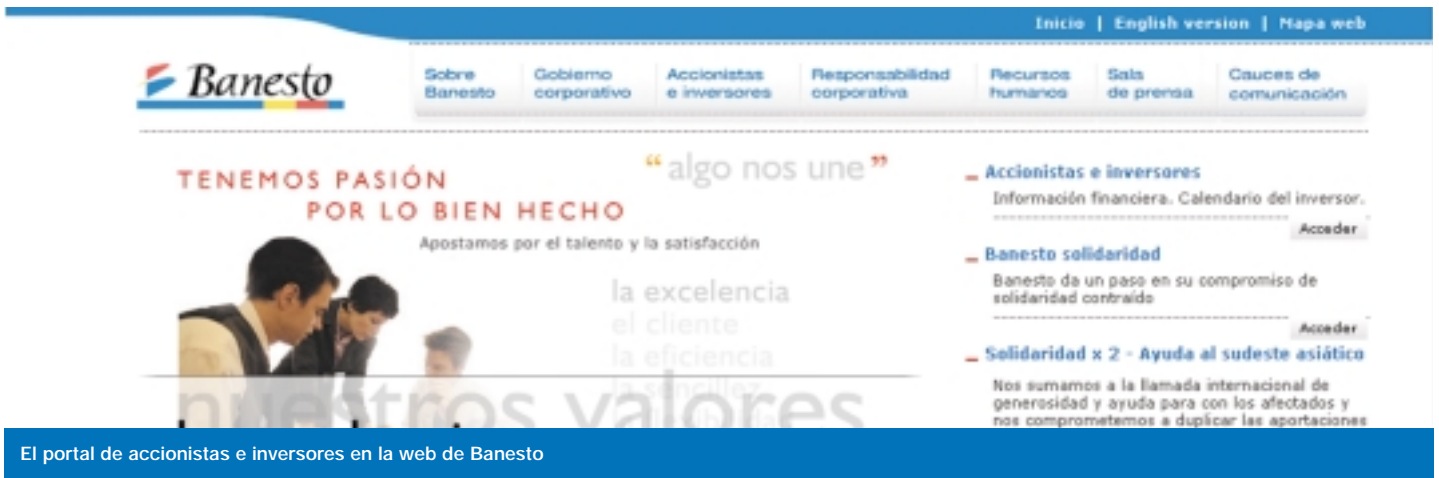 Inicio | English version | Mapa web
Banesto
Sobre Banesto
Gobierno corporativo
Accionistas e inversores
Responsabilidad corporativa
Recursos humanos
Sala de prensa
Cauces de comunicación
TENEMOS PASIÓN
POR LO BIEN HECHO
“algo nos une”
Apostamos por el talento y la satisfacción
la excelencia
el cliente
la eficiencia
la sencillez
nuestros valores
Accionistas e inversores
Información financiera. Calendario del inversor.
Acceder
Banesto solidaridad
Banesto da un paso en su compromiso de
solidaridad contraído
Acceder
Solidaridad x 2 - Ayuda al sudeste asiático
Nos sumamos a la llamada internacional de
generosidad y ayuda para con los afectados y
nos comprometemos a duplicar las aportaciones
El portal de accionistas e inversores en la web de Banesto